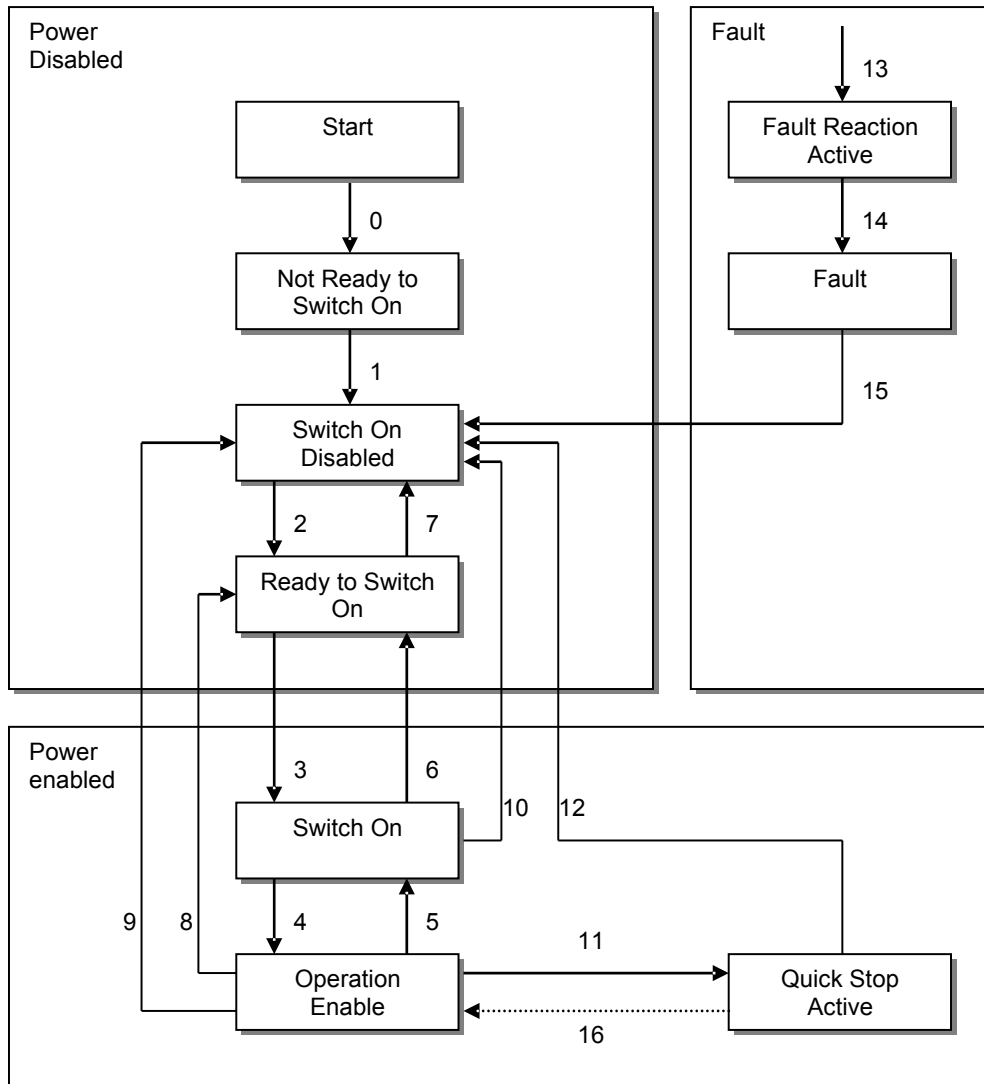 Power
Disabled
Start
0
Not Ready to
Switch On
1
Switch On
Disabled
2
7
Ready to Switch
On
Fault
13
Fault Reaction
Active
14
Fault
15
Power
enabled
3
6
10
12
Switch On
9
8
4
5
11
Operation
Enable
Quick Stop
Active
16